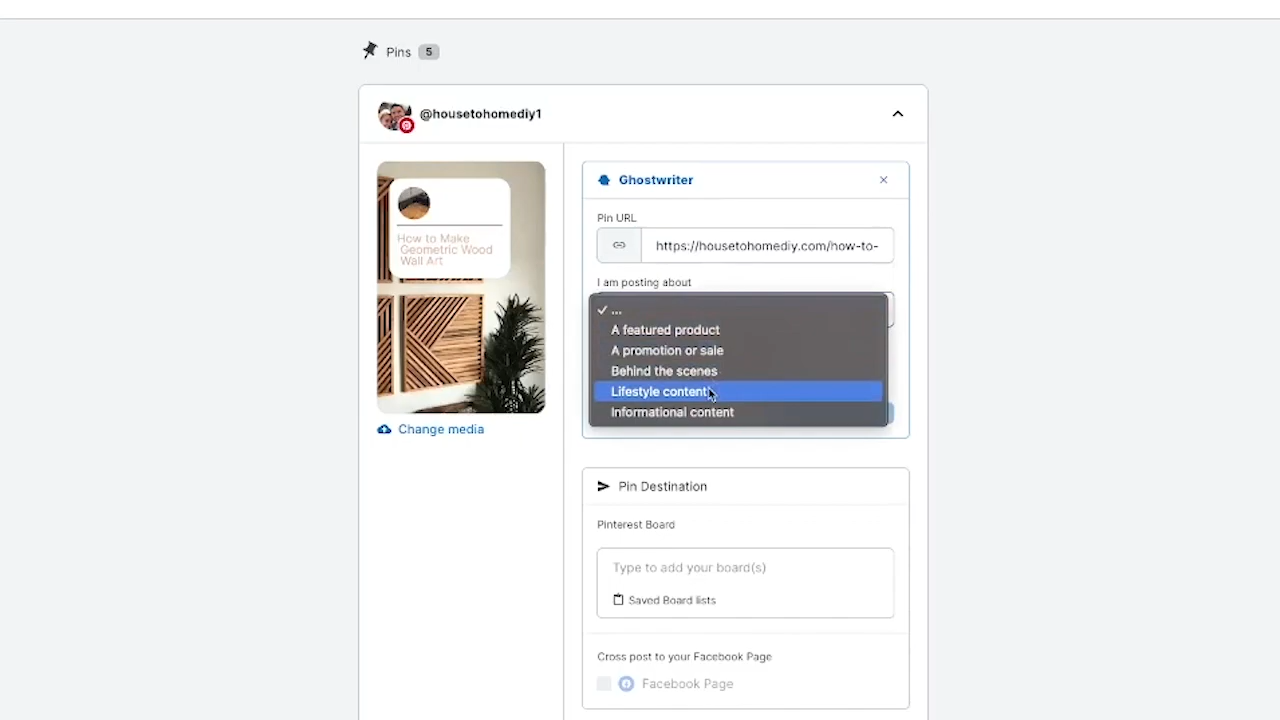 Pins 5
@housetohomediy1
How to Make
Geometric Wood
Wall Art
Change media
Ghostwriter
Pin URL
https://housetohomediy.com/how-to-
I am posting about
...
A featured product
A promotion or sale
Behind the scenes
Lifestyle content
Informational content
Pin Destination
Pinterest Board
Type to add your board(s)
Saved Board lists
Cross post to your Facebook Page
Facebook Page